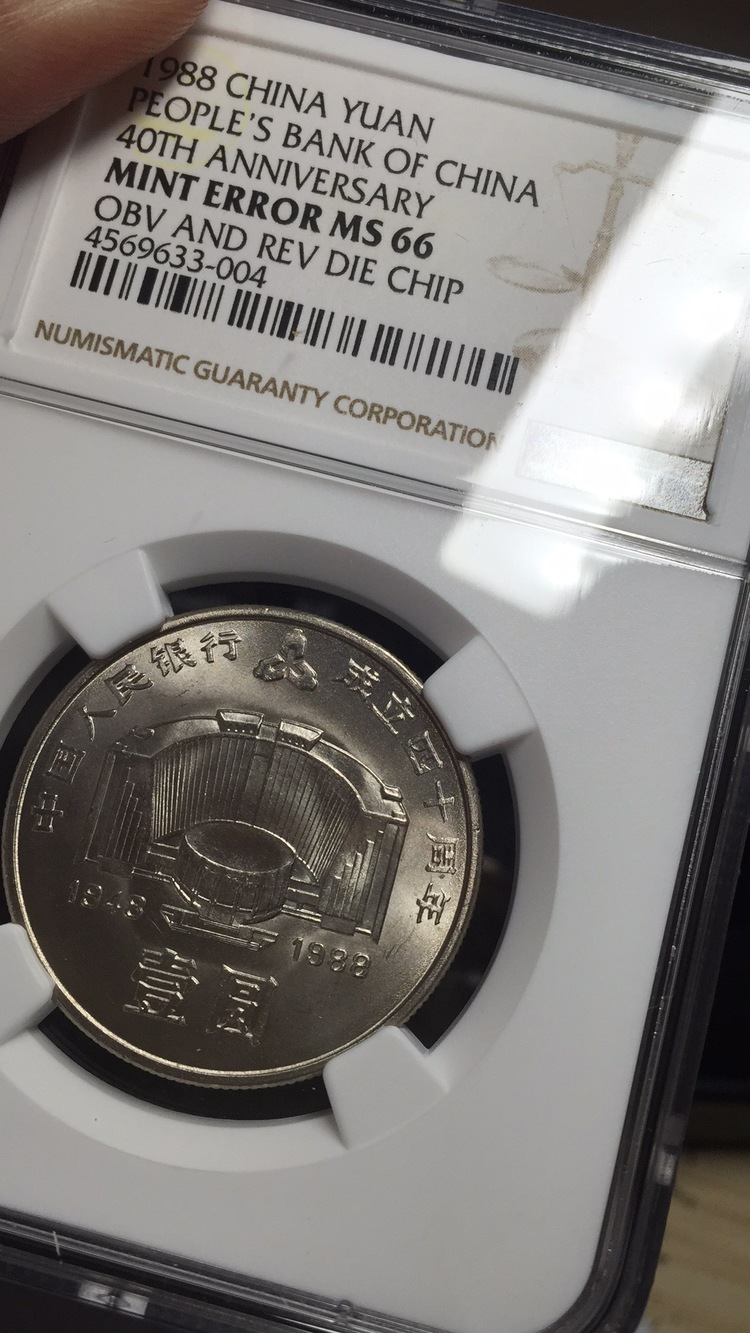 1988 CHINA YUAN
PEOPLE'S BANK OF CHINA
40TH ANNIVERSARY
MINT ERROR MS 66
OBV AND REV DIE CHIP
4569633-004
NUMISMATIC GUARANTY CORPORATION
中国人民银行 成立四十周年
1948 1988
壹圆